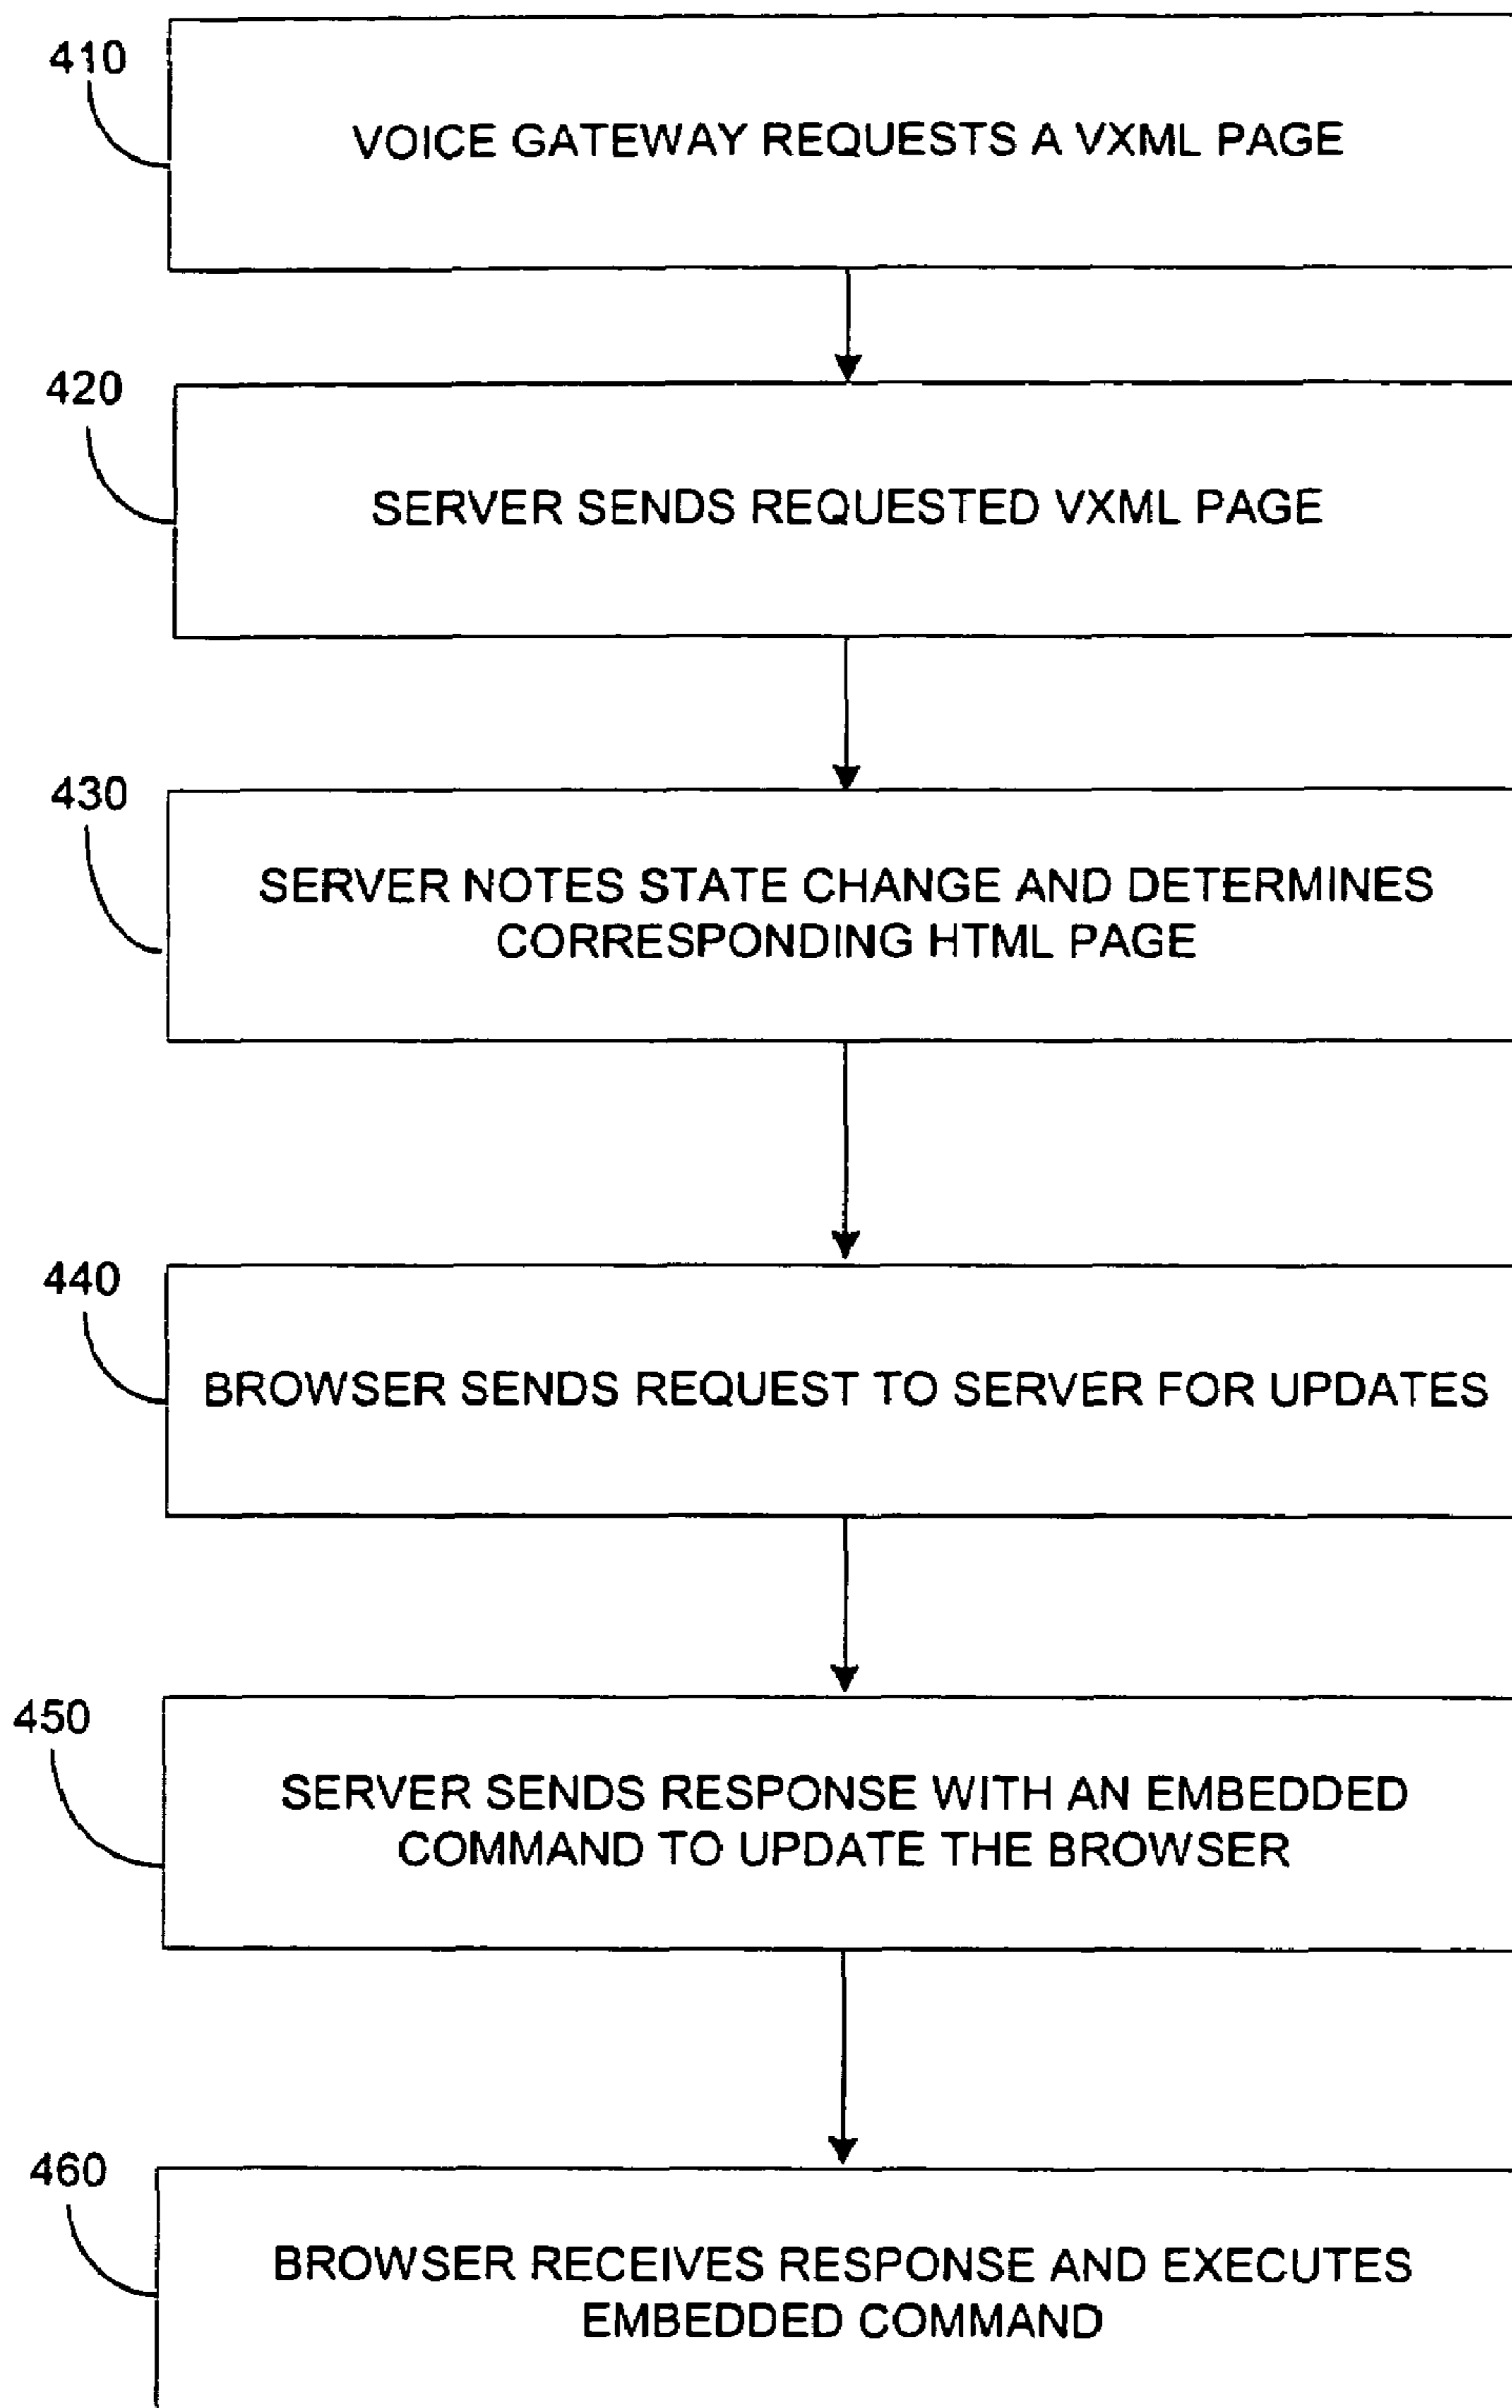 410
VOICE GATEWAY REQUESTS A VXML PAGE
420
SERVER SENDS REQUESTED VXML PAGE
430
SERVER NOTES STATE CHANGE AND DETERMINES
CORRESPONDING HTML PAGE
440
BROWSER SENDS REQUEST TO SERVER FOR UPDATES
450
SERVER SENDS RESPONSE WITH AN EMBEDDED
COMMAND TO UPDATE THE BROWSER
460
BROWSER RECEIVES RESPONSE AND EXECUTES
EMBEDDED COMMAND